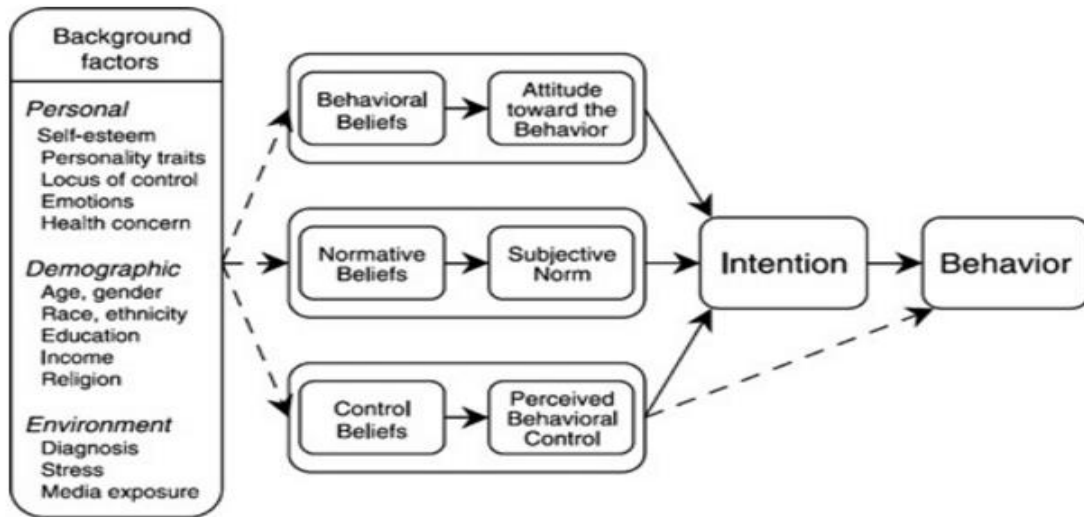 Background
factors
Personal
Self-esteem
Personality traits
Locus of control
Emotions
Health concern
Demographic
Age, gender
Race, ethnicity
Education
Income
Religion
Environment
Diagnosis
Stress
Media exposure
Behavioral
Beliefs
Attitude
toward the
Behavior
Normative
Beliefs
Subjective
Norm
Control
Beliefs
Perceived
Behavioral
Control
Intention
Behavior